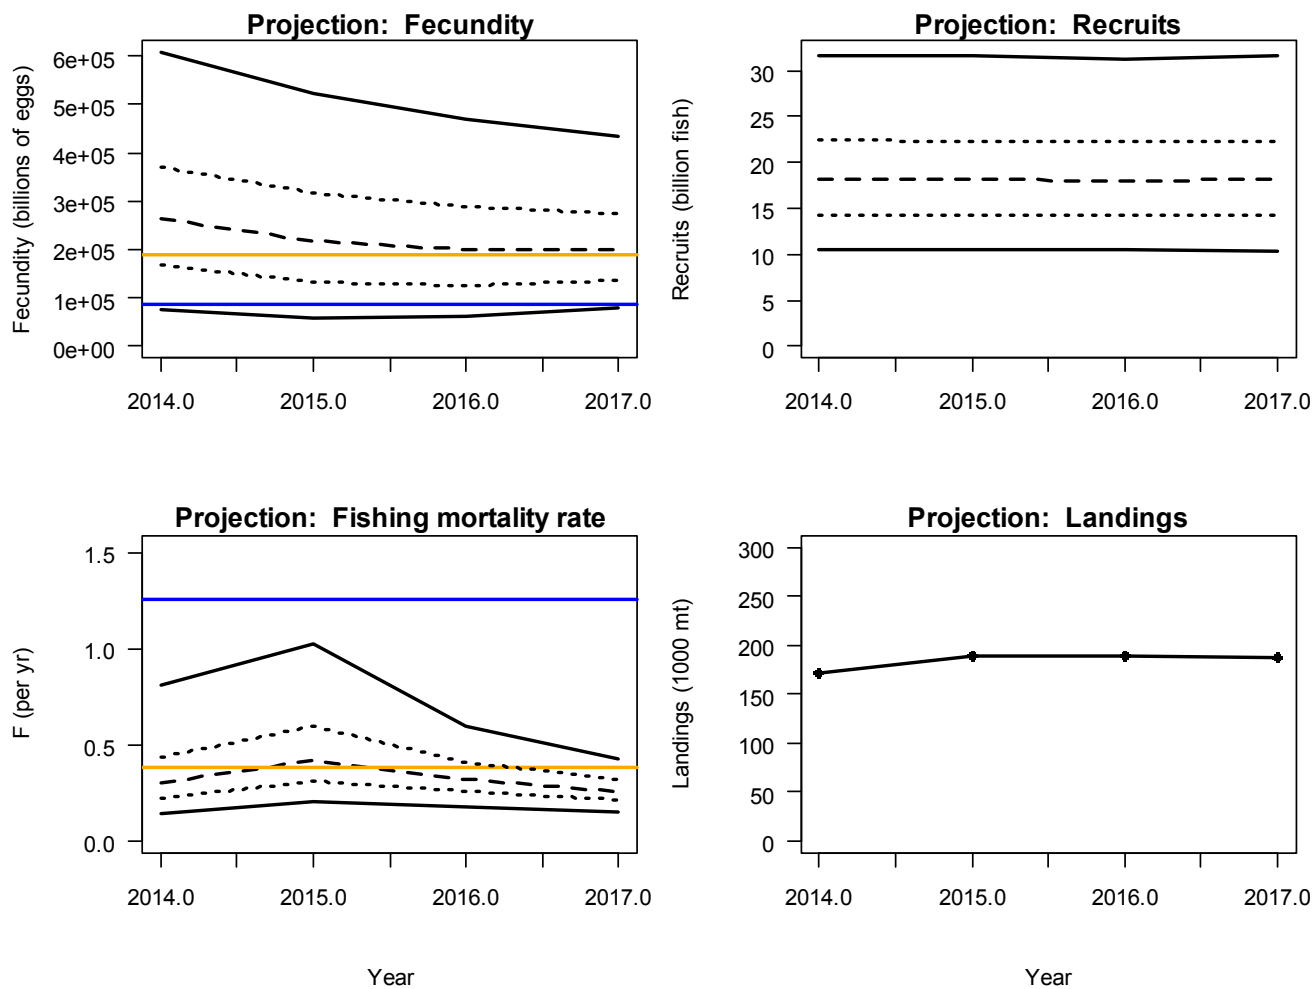 Projection:  Fecundity
Fecundity (billions of eggs)
6e+05
5e+05
4e+05
3e+05
2e+05
1e+05
0e+00
2014.0 2015.0 2016.0 2017.0
Projection:  Recruits
Recruits (billion fish)
30
25
20
15
10
5
0
2014.0 2015.0 2016.0 2017.0
Projection:  Fishing mortality rate
F (per yr)
1.5
1.0
0.5
0.0
2014.0 2015.0 2016.0 2017.0
Year
Projection:  Landings
Landings (1000 mt)
300
250
200
150
100
50
0
2014.0 2015.0 2016.0 2017.0
Year